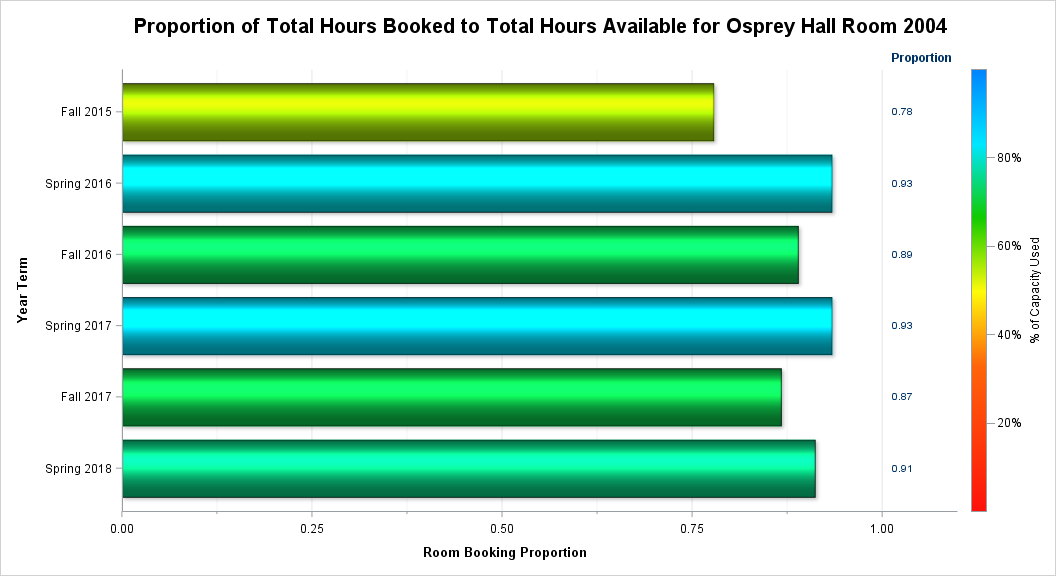 Proportion of Total Hours Booked to Total Hours Available for Osprey Hall Room 2004
Proportion
Fall 2015
0.78
Spring 2016
0.93
80%
Fall 2016
0.89
60%
Year Term
% of Capacity Used
Spring 2017
0.93
40%
Fall 2017
0.87
20%
Spring 2018
0.91
0.00 0.25 0.50 0.75 1.00
Room Booking Proportion